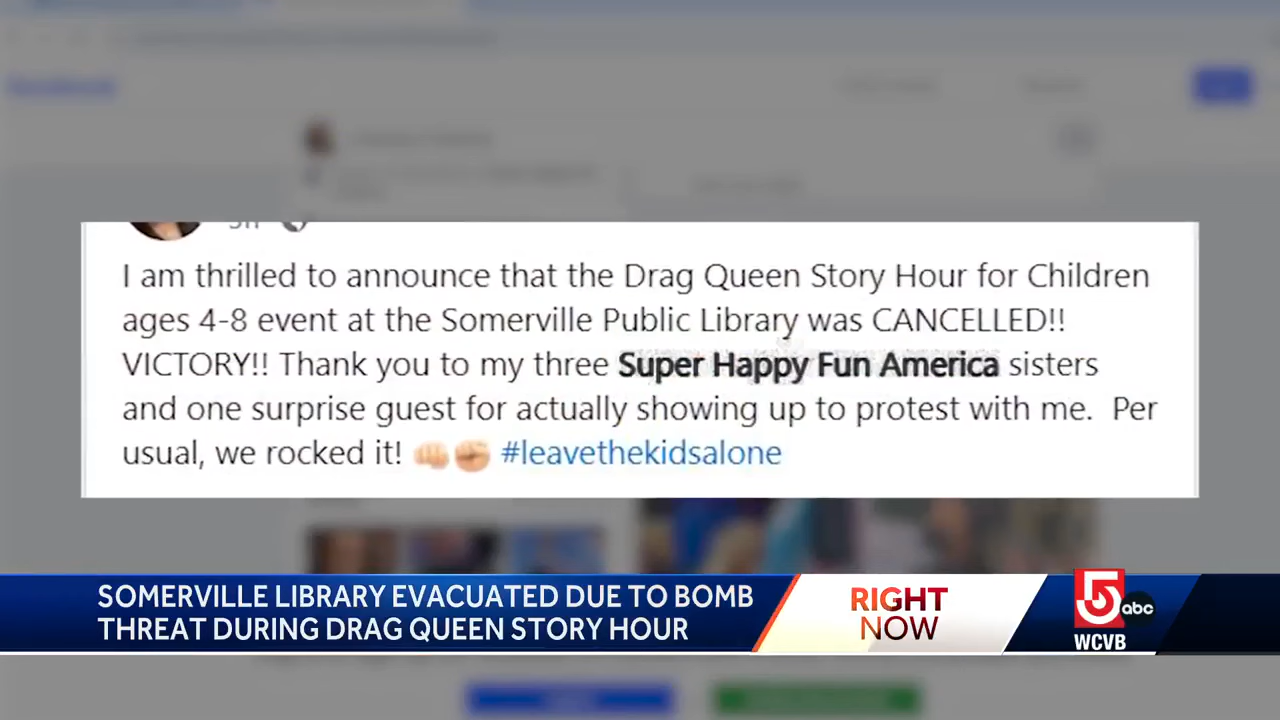 I am thrilled to announce that the Drag Queen Story Hour for Children
ages 4-8 event at the Somerville Public Library was CANCELLED!!
VICTORY!! Thank you to my three Super Happy Fun America sisters
and one surprise guest for actually showing up to protest with me. Per
usual, we rocked it! 👊🏼✊🏼 #leavethekidsalone
SOMERVILLE LIBRARY EVACUATED DUE TO BOMB
THREAT DURING DRAG QUEEN STORY HOUR
RIGHT
NOW
5 abc
WCVB